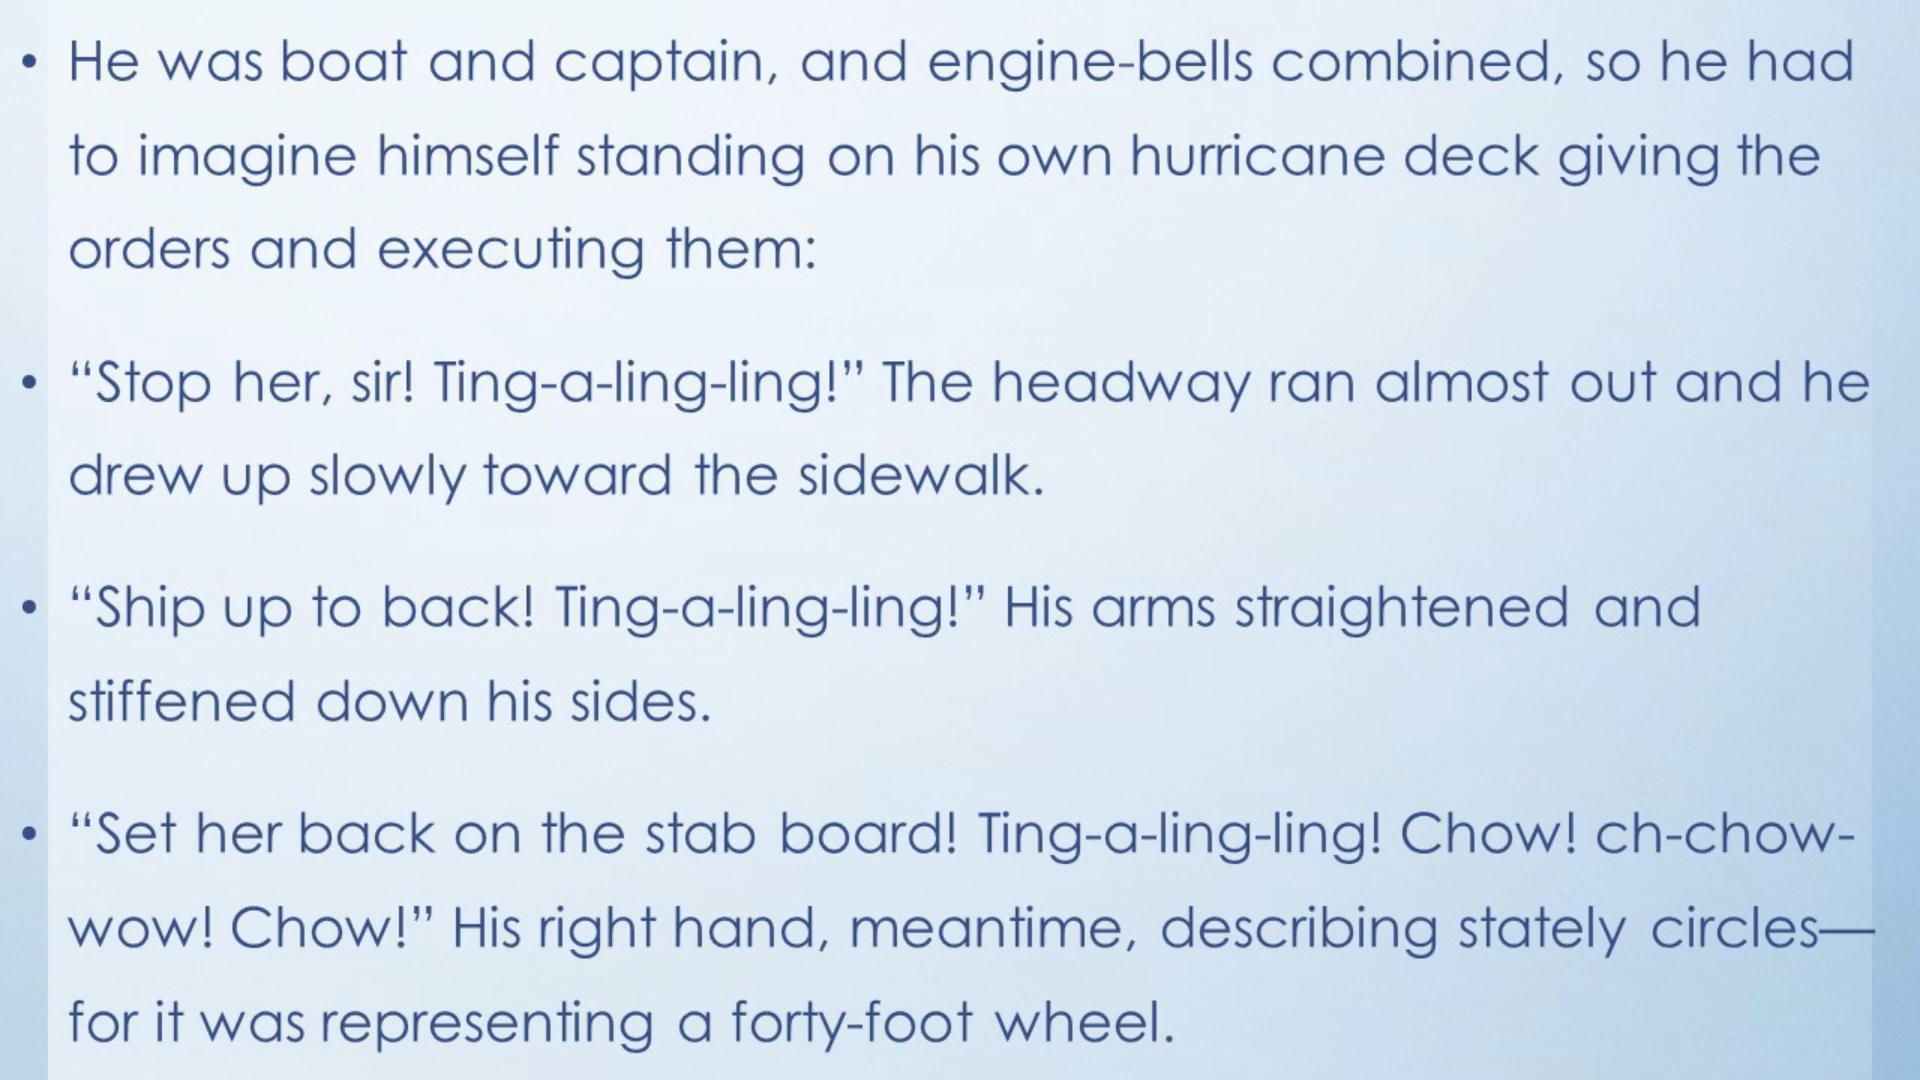 • He was boat and captain, and engine-bells combined, so he had
to imagine himself standing on his own hurricane deck giving the
orders and executing them:
• “Stop her, sir! Ting-a-ling-ling!” The headway ran almost out and he
drew up slowly toward the sidewalk.
• “Ship up to back! Ting-a-ling-ling!” His arms straightened and
stiffened down his sides.
• “Set her back on the stab board! Ting-a-ling-ling! Chow! ch-chow-
wow! Chow!” His right hand, meantime, describing stately circles—
for it was representing a forty-foot wheel.